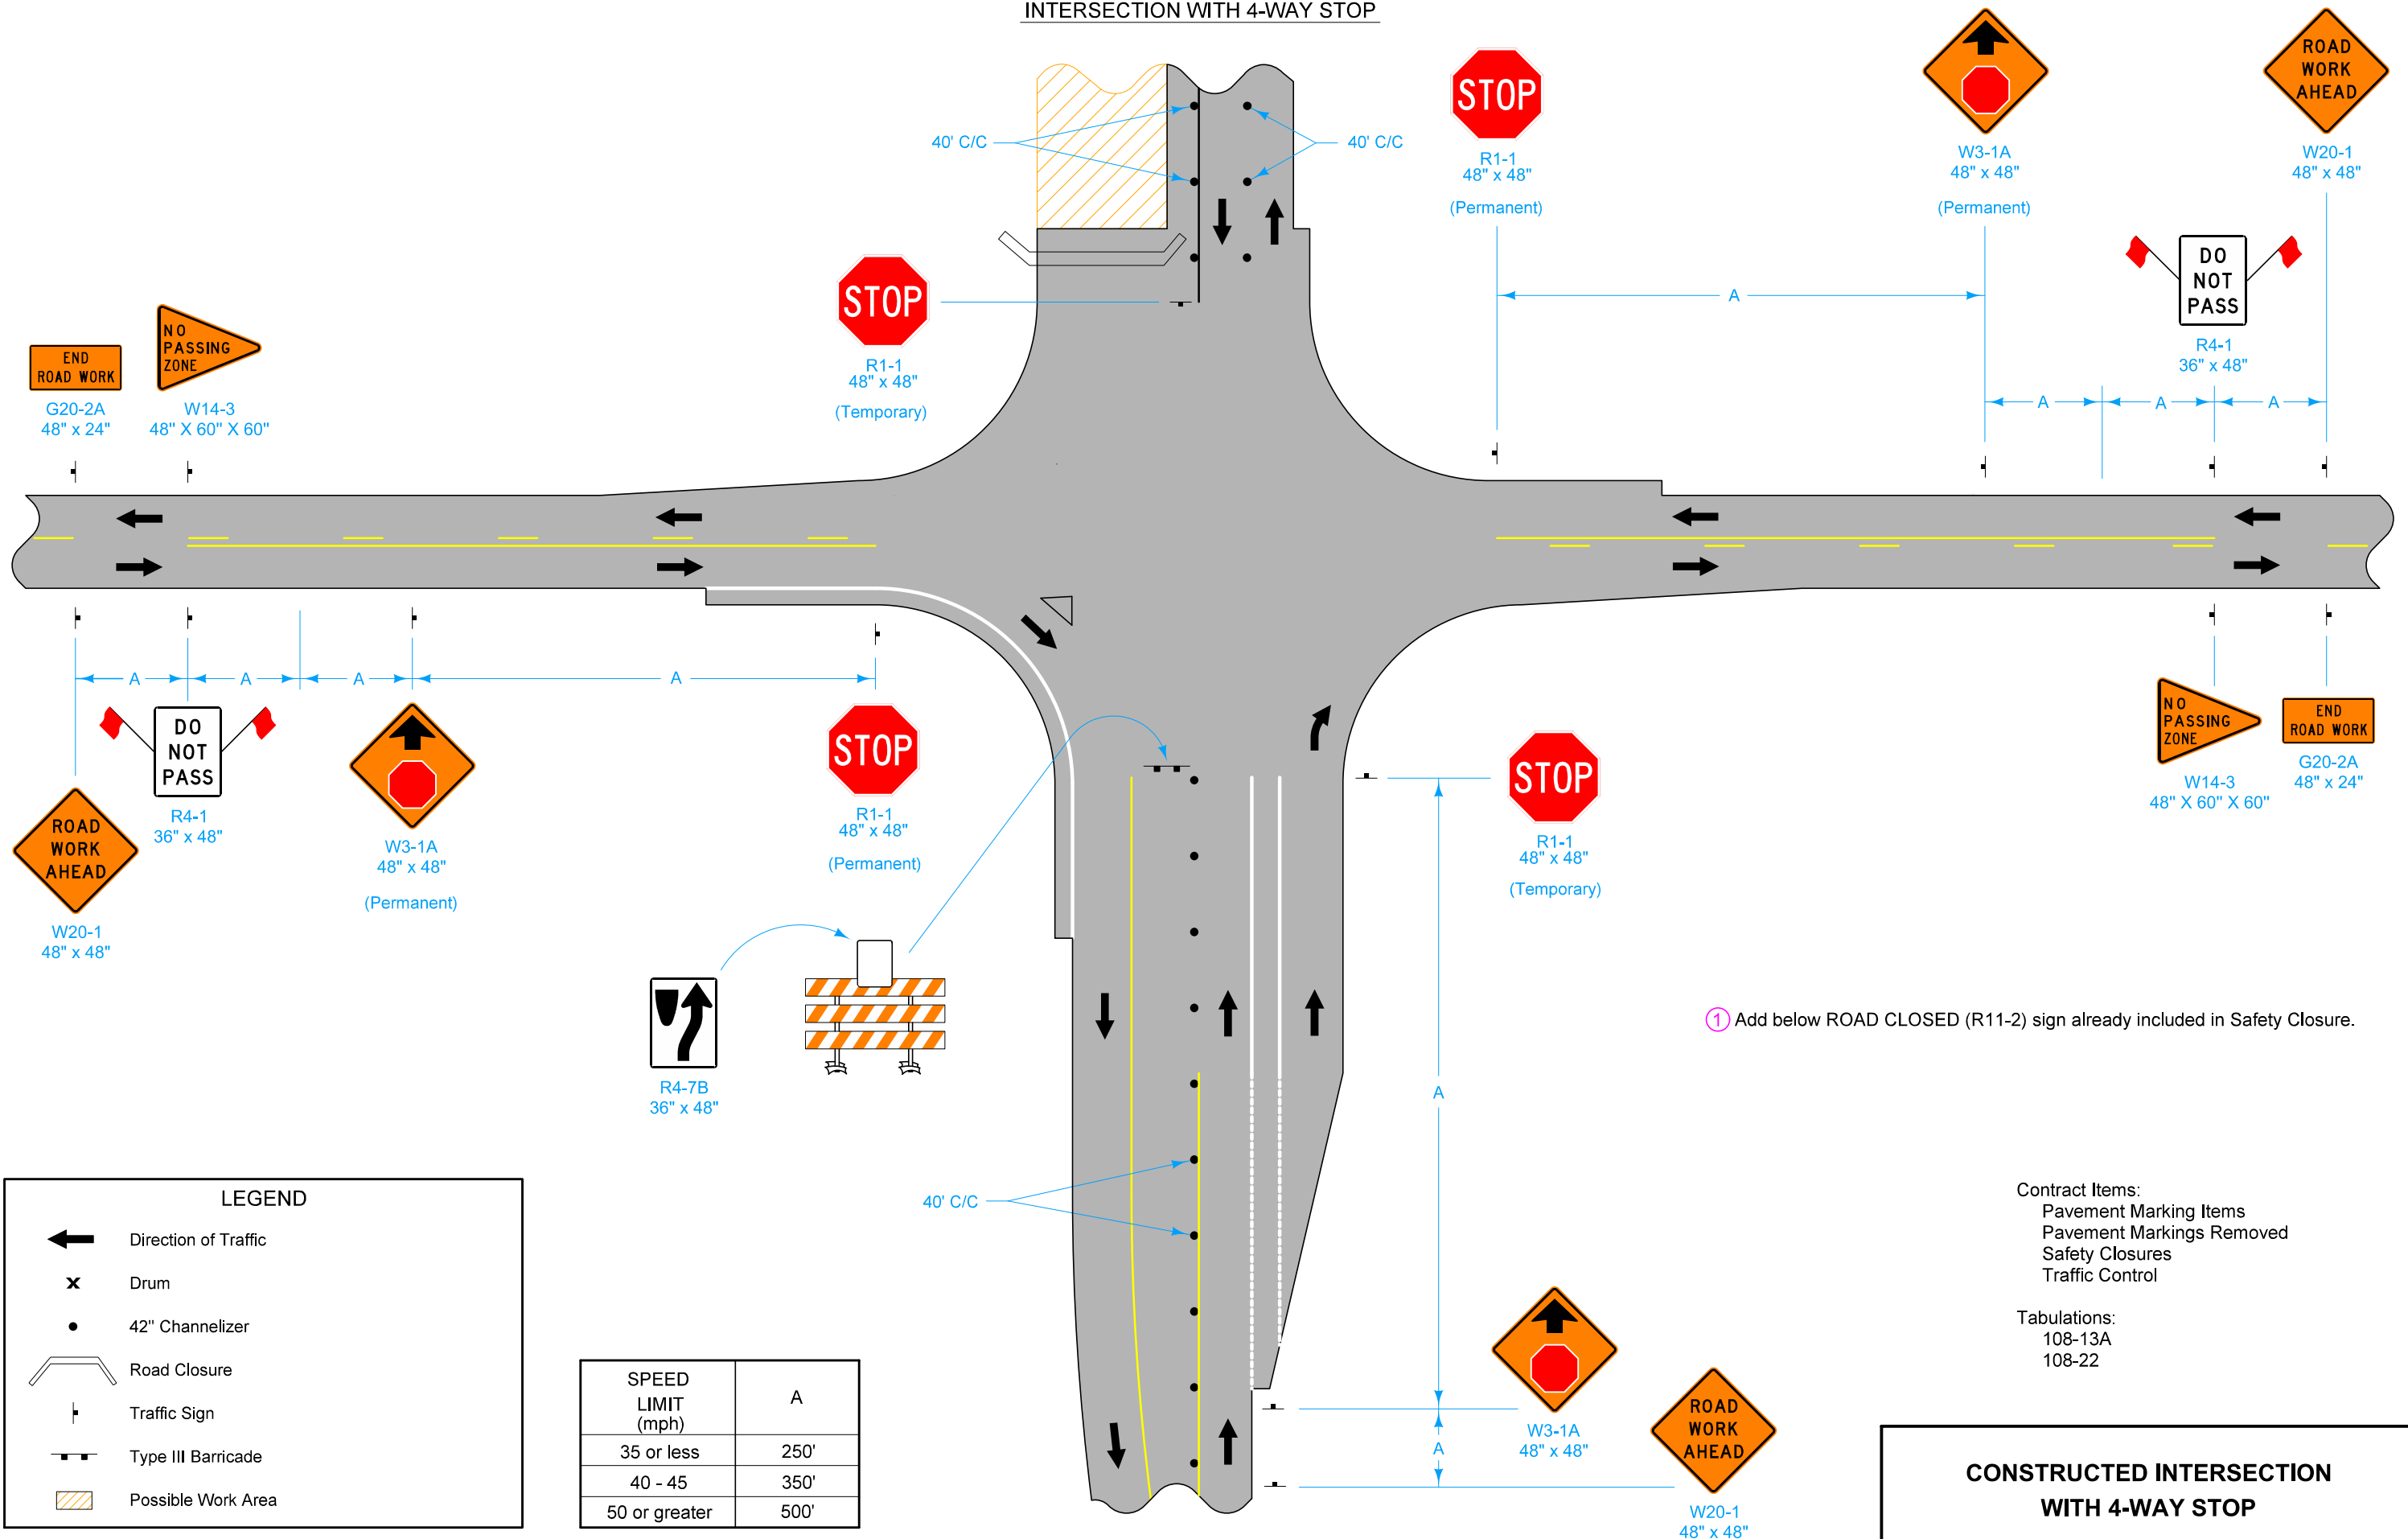 INTERSECTION WITH 4-WAY STOP
40' C/C
40' C/C
STOP
R1-1
48" x 48"
(Permanent)
W3-1A
48" x 48"
(Permanent)
ROAD
WORK
AHEAD
W20-1
48" x 48"
DO
NOT
PASS
R4-1
36" x 48"
A
A
A
A
STOP
R1-1
48" x 48"
(Temporary)
END
ROAD WORK
G20-2A
48" x 24"
NO
PASSING
ZONE
W14-3
48" X 60" X 60"
A
A
A
A
DO
NOT
PASS
R4-1
36" x 48"
ROAD
WORK
AHEAD
W20-1
48" x 48"
W3-1A
48" x 48"
(Permanent)
STOP
R1-1
48" x 48"
(Permanent)
STOP
R1-1
48" x 48"
(Temporary)
NO
PASSING
ZONE
W14-3
48" X 60" X 60"
END
ROAD WORK
G20-2A
48" x 24"
R4-7B
36" x 48"
1 Add below ROAD CLOSED (R11-2) sign already included in Safety Closure.
A
40' C/C
A
W3-1A
48" x 48"
ROAD
WORK
AHEAD
W20-1
48" x 48"
Contract Items:
Pavement Marking Items
Pavement Markings Removed
Safety Closures
Traffic Control
Tabulations:
108-13A
108-22
LEGEND
Direction of Traffic
x Drum
42" Channelizer
Road Closure
Traffic Sign
Type III Barricade
Possible Work Area
SPEED
LIMIT
(mph)
A
35 or less 250'
40 - 45 350'
50 or greater 500'
CONSTRUCTED INTERSECTION
WITH 4-WAY STOP